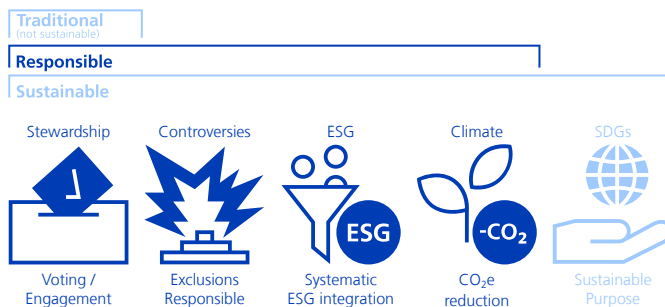 Traditional
(not sustainable)
Responsible
Sustainable
Stewardship
Controversies
ESG
Climate
SDGs
ESG
-CO₂
Voting /
Engagement
Exclusions
Responsible
Systematic
ESG integration
CO₂e
reduction
Sustainable
Purpose